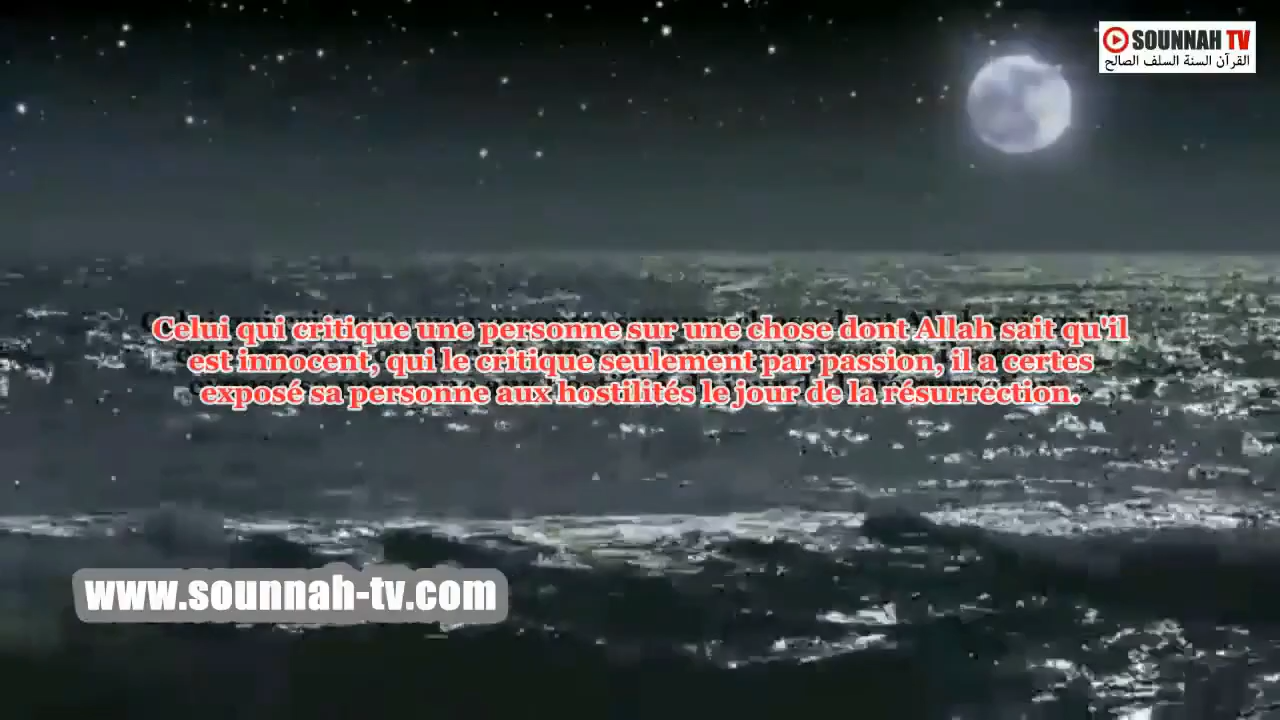 SOUNNAH TV
القرآن السنة السلف الصالح
Celui qui critique une personne sur une chose dont Allah sait qu'il
est innocent, qui le critique seulement par passion, il a certes
exposé sa personne aux hostilités le jour de la résurrection.
www.sounnah-tv.com